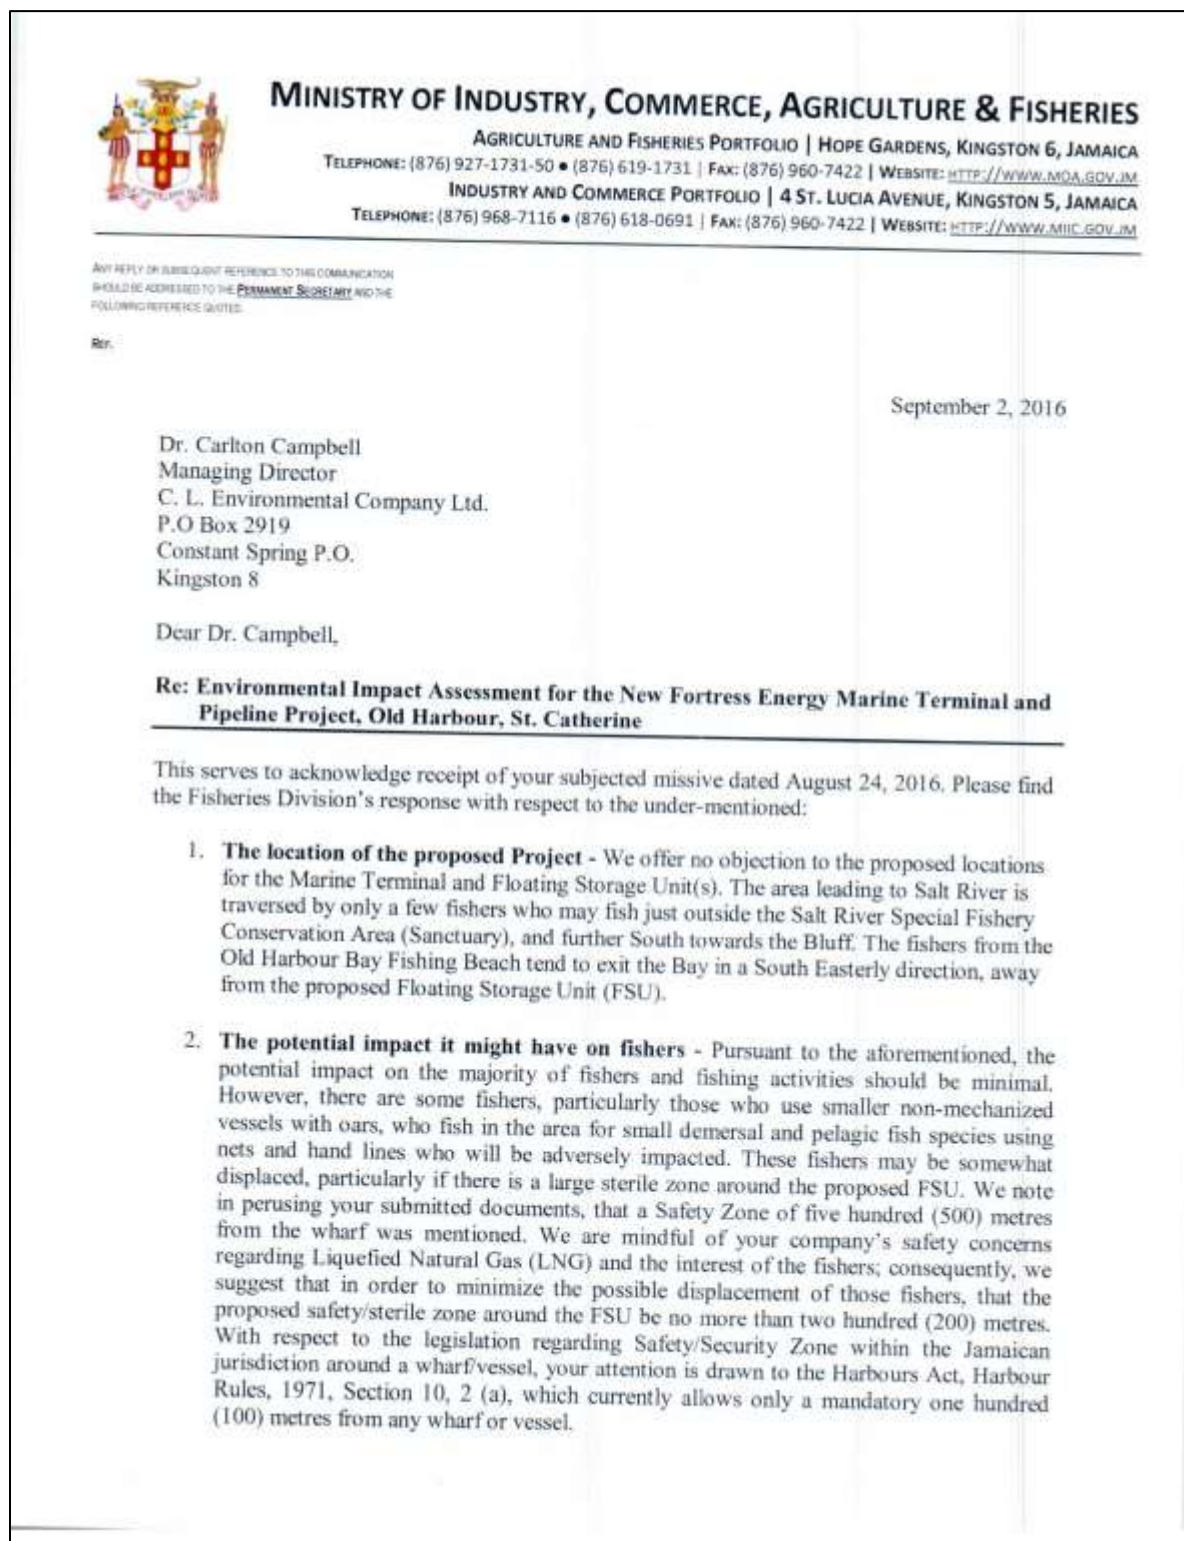 MINISTRY OF INDUSTRY, COMMERCE, AGRICULTURE & FISHERIES
AGRICULTURE AND FISHERIES PORTFOLIO | HOPE GARDENS, KINGSTON 6, JAMAICA
TELEPHONE: (876) 927-1731-50 • (876) 619-1731 | FAX: (876) 960-7422 | WEBSITE: HTTP://WWW.MOA.GOV.JM
INDUSTRY AND COMMERCE PORTFOLIO | 4 ST. LUCIA AVENUE, KINGSTON 5, JAMAICA
TELEPHONE: (876) 968-7116 • (876) 618-0691 | FAX: (876) 960-7422 | WEBSITE: HTTP://WWW.MIIC.GOV.JM
ANY REPLY OR SUBSEQUENT REFERENCE TO THIS COMMUNICATION
SHOULD BE ADDRESSED TO THE PERMANENT SECRETARY AND THE
FOLLOWING REFERENCE QUOTED.
REF.
September 2, 2016
Dr. Carlton Campbell
Managing Director
C. L. Environmental Company Ltd.
P.O Box 2919
Constant Spring P.O.
Kingston 8
Dear Dr. Campbell,
Re: Environmental Impact Assessment for the New Fortress Energy Marine Terminal and
Pipeline Project, Old Harbour, St. Catherine
This serves to acknowledge receipt of your subjected missive dated August 24, 2016. Please find
the Fisheries Division's response with respect to the under-mentioned:
1. The location of the proposed Project - We offer no objection to the proposed locations
for the Marine Terminal and Floating Storage Unit(s). The area leading to Salt River is
traversed by only a few fishers who may fish just outside the Salt River Special Fishery
Conservation Area (Sanctuary), and further South towards the Bluff. The fishers from the
Old Harbour Bay Fishing Beach tend to exit the Bay in a South Easterly direction, away
from the proposed Floating Storage Unit (FSU).
2. The potential impact it might have on fishers - Pursuant to the aforementioned, the
potential impact on the majority of fishers and fishing activities should be minimal.
However, there are some fishers, particularly those who use smaller non-mechanized
vessels with oars, who fish in the area for small demersal and pelagic fish species using
nets and hand lines who will be adversely impacted. These fishers may be somewhat
displaced, particularly if there is a large sterile zone around the proposed FSU. We note
in perusing your submitted documents, that a Safety Zone of five hundred (500) metres
from the wharf was mentioned. We are mindful of your company's safety concerns
regarding Liquefied Natural Gas (LNG) and the interest of the fishers; consequently, we
suggest that in order to minimize the possible displacement of those fishers, that the
proposed safety/sterile zone around the FSU be no more than two hundred (200) metres.
With respect to the legislation regarding Safety/Security Zone within the Jamaican
jurisdiction around a wharf/vessel, your attention is drawn to the Harbours Act, Harbour
Rules, 1971, Section 10, 2 (a), which currently allows only a mandatory one hundred
(100) metres from any wharf or vessel.